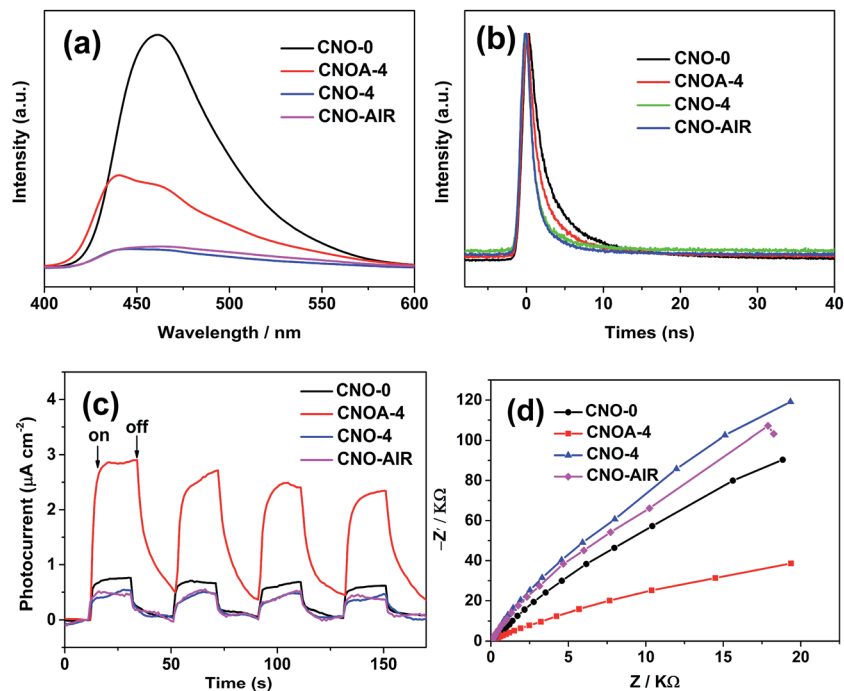 (a)
CNO-0
CNOA-4
CNO-4
CNO-AIR
Intensity (a.u.)
400 450 500 550 600
Wavelength / nm
(b)
CNO-0
CNOA-4
CNO-4
CNO-AIR
Intensity (a.u.)
0 10 20 30 40
Times (ns)
(c)
CNO-0
CNOA-4
CNO-4
CNO-AIR
on
off
Photocurrent (μA cm⁻²)
4
3
2
1
0
0 50 100 150
Time (s)
(d)
CNO-0
CNOA-4
CNO-4
CNO-AIR
-Z' / KΩ
120
100
80
60
40
20
0
0 5 10 15 20 25
Z / KΩ